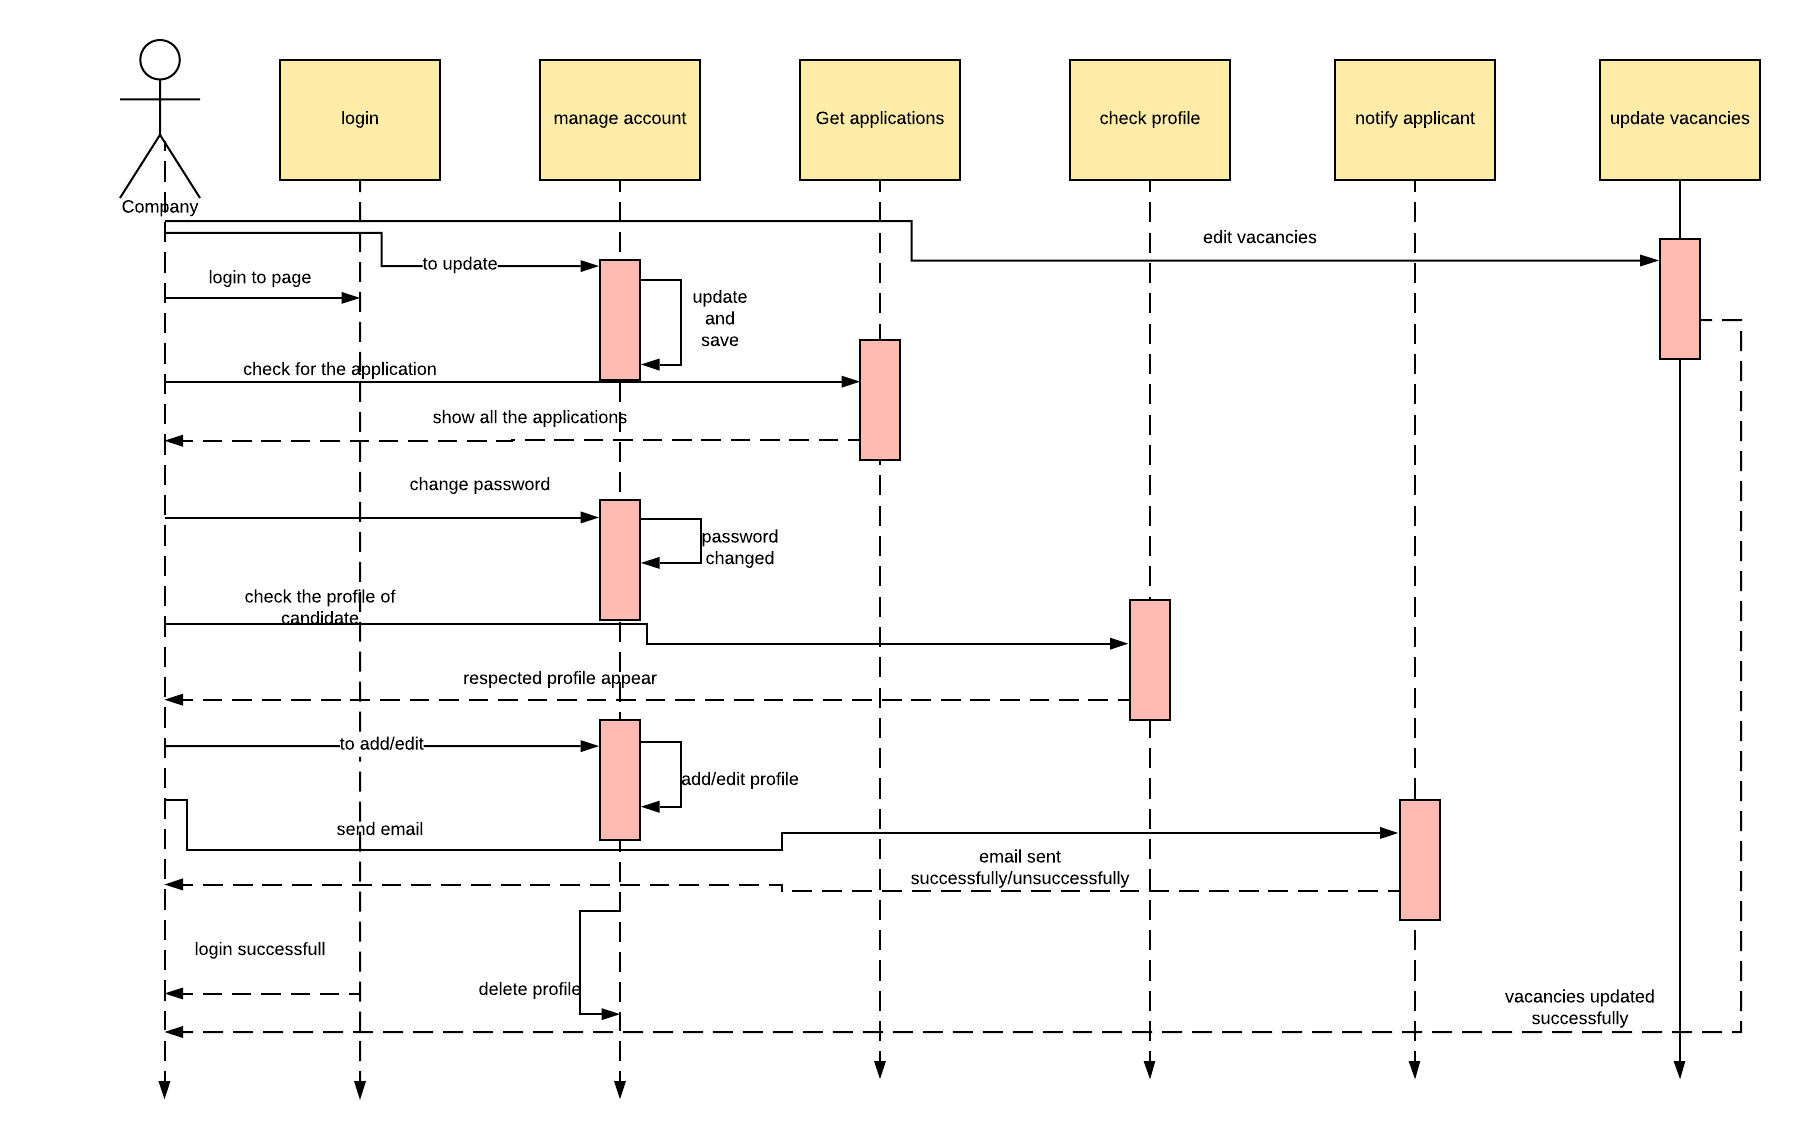 login
manage account
Get applications
check profile
notify applicant
update vacancies
Company
edit vacancies
to update
login to page
update
and
save
check for the application
show all the applications
change password
password
changed
check the profile of
candidate
respected profile appear
to add/edit
add/edit profile
send email
email sent
successfully/unsuccessfully
login successfull
delete profile
vacancies updated
successfully